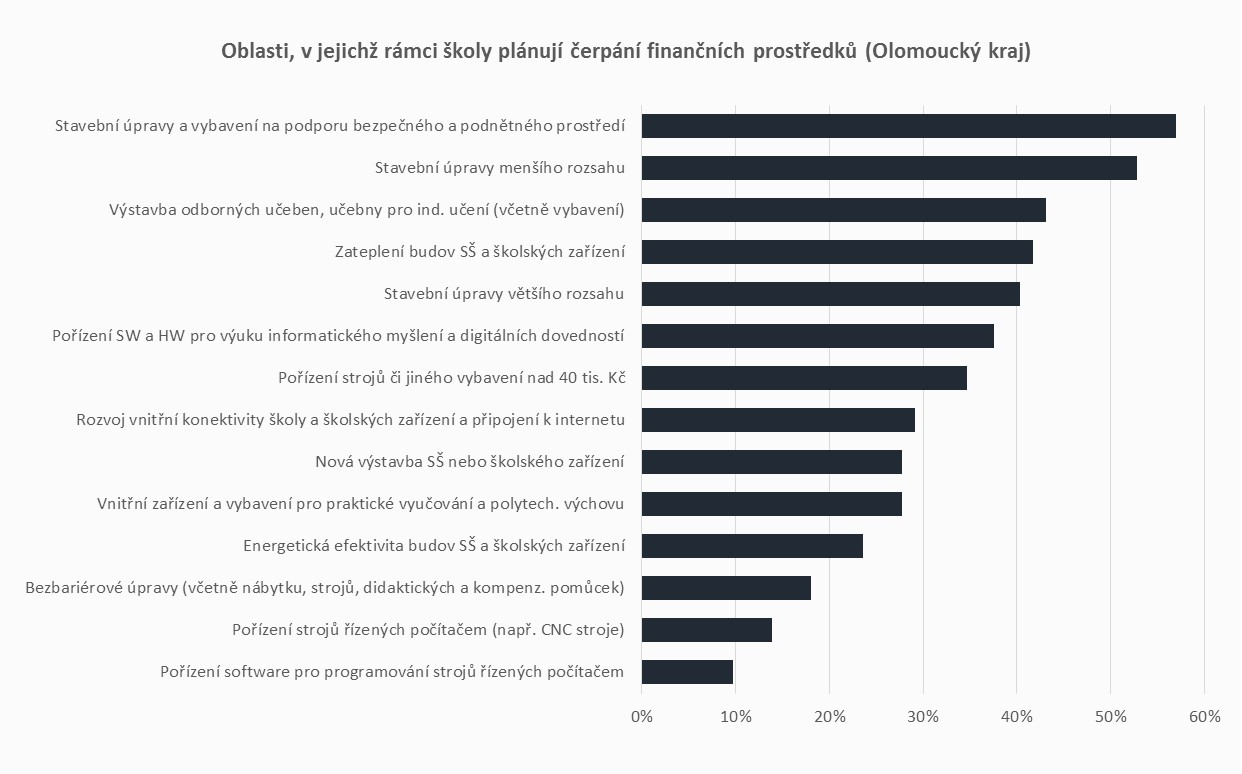 Oblasti, v jejichž rámci školy plánují čerpání finančních prostředků (Olomoucký kraj)
Stavební úpravy a vybavení na podporu bezpečného a podnětného prostředí
Stavební úpravy menšího rozsahu
Výstavba odborných učeben, učebny pro ind. učení (včetně vybavení)
Zateplení budov SŠ a školských zařízení
Stavební úpravy většího rozsahu
Pořízení SW a HW pro výuku informatického myšlení a digitálních dovedností
Pořízení strojů či jiného vybavení nad 40 tis. Kč
Rozvoj vnitřní konektivity školy a školských zařízení a připojení k internetu
Nová výstavba SŠ nebo školského zařízení
Vnitřní zařízení a vybavení pro praktické vyučování a polytech. výchovu
Energetická efektivita budov SŠ a školských zařízení
Bezbariérové úpravy (včetně nábytku, strojů, didaktických a kompenz. pomůcek)
Pořízení strojů řízených počítačem (např. CNC stroje)
Pořízení software pro programování strojů řízených počítačem
0% 10% 20% 30% 40% 50% 60%